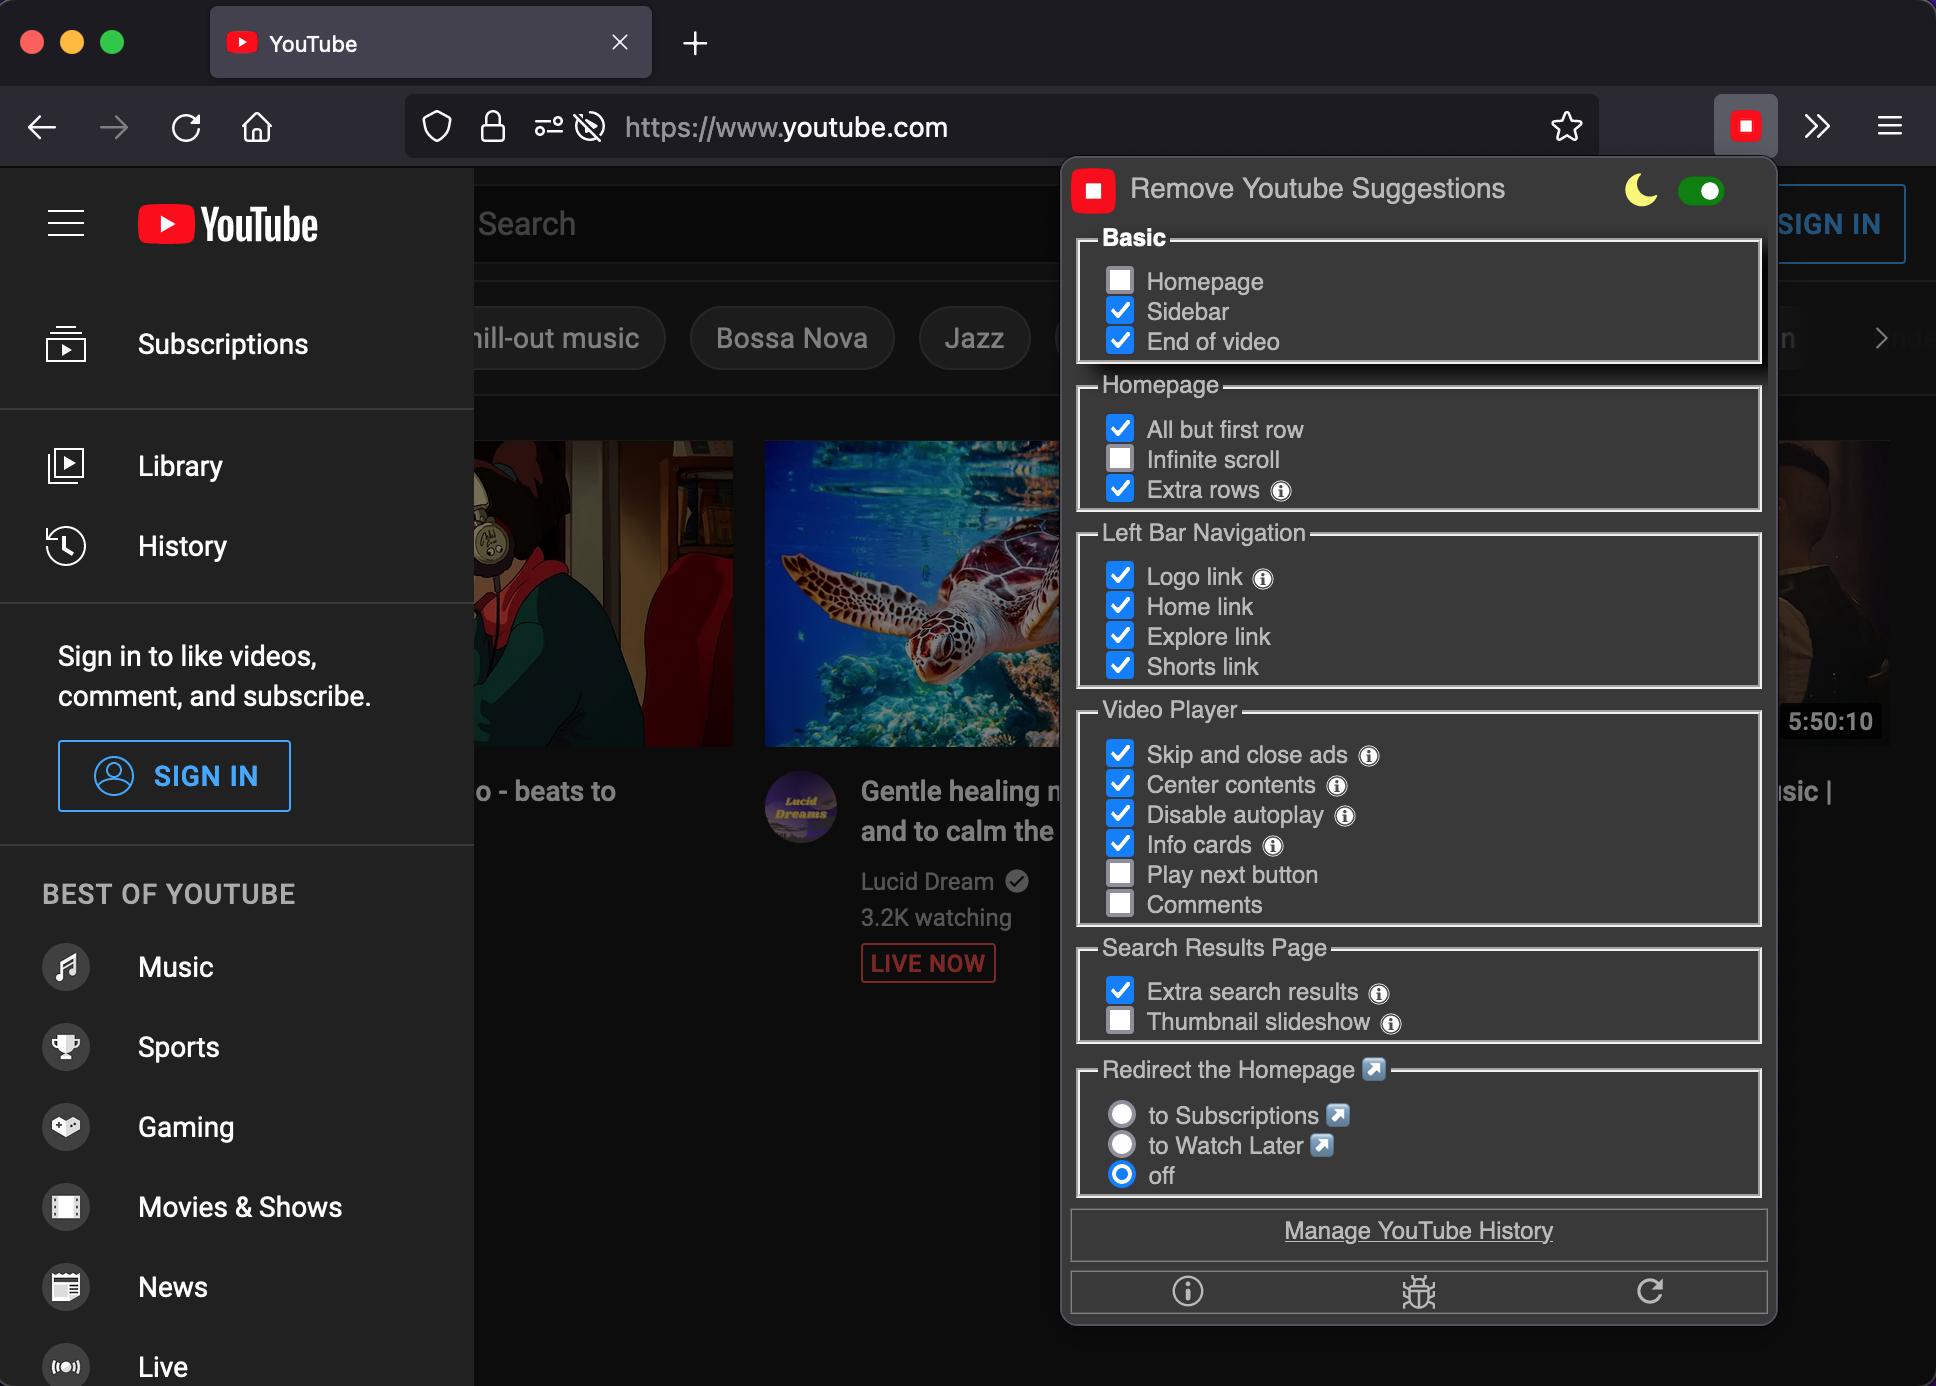 YouTube
https://www.youtube.com
YouTube
Search
SIGN IN
Subscriptions
Library
History
Sign in to like videos,
comment, and subscribe.
SIGN IN
BEST OF YOUTUBE
Music
Sports
Gaming
Movies & Shows
News
Live
ill-out music
Bossa Nova
Jazz
n
o - beats to
Lucid
Dreams
Gentle healing
and to calm the
Lucid Dream
3.2K watching
LIVE NOW
5:50:10
sic |
Remove Youtube Suggestions
Basic
Homepage
Sidebar
End of video
Homepage
All but first row
Infinite scroll
Extra rows
Left Bar Navigation
Logo link
Home link
Explore link
Shorts link
Video Player
Skip and close ads
Center contents
Disable autoplay
Info cards
Play next button
Comments
Search Results Page
Extra search results
Thumbnail slideshow
Redirect the Homepage
to Subscriptions
to Watch Later
off
Manage YouTube History